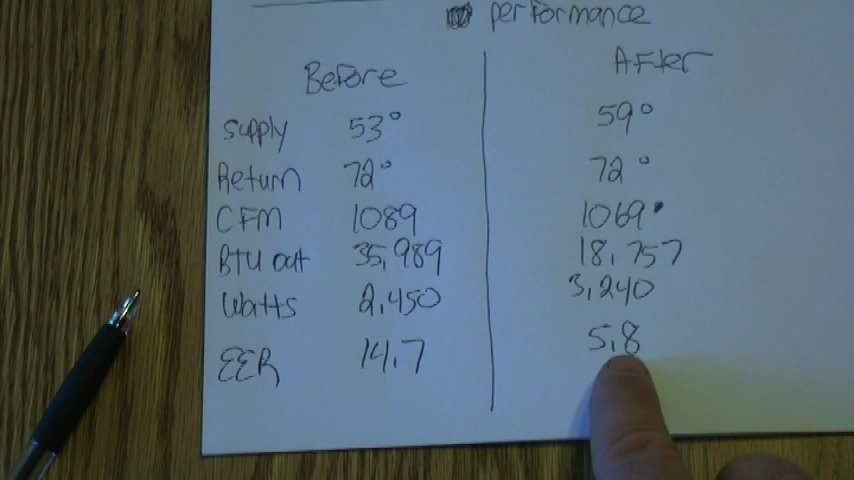 performance
Before After
Supply 53° 59°
Return 72° 72°
CFM 1089 1069
BTU out 35,989 18,757
Watts 2,450 3,240
EER 14.7 5.8